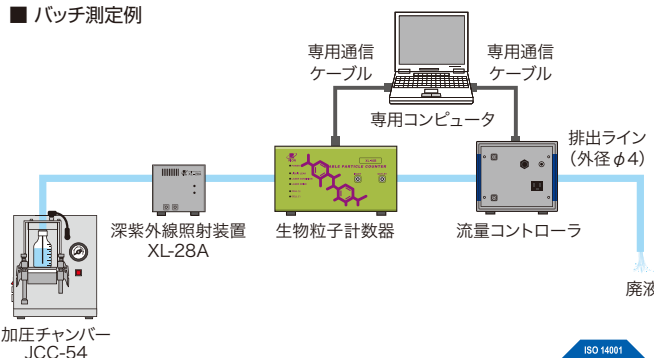 ■ バッチ測定例
専用通信
ケーブル
専用通信
ケーブル
専用コンピュータ
排出ライン
（外径φ4）
深紫外線照射装置
XL-28A
生物粒子計数器
流量コントローラ
廃液
加圧チャンバー
JCC-54
ISO 14001